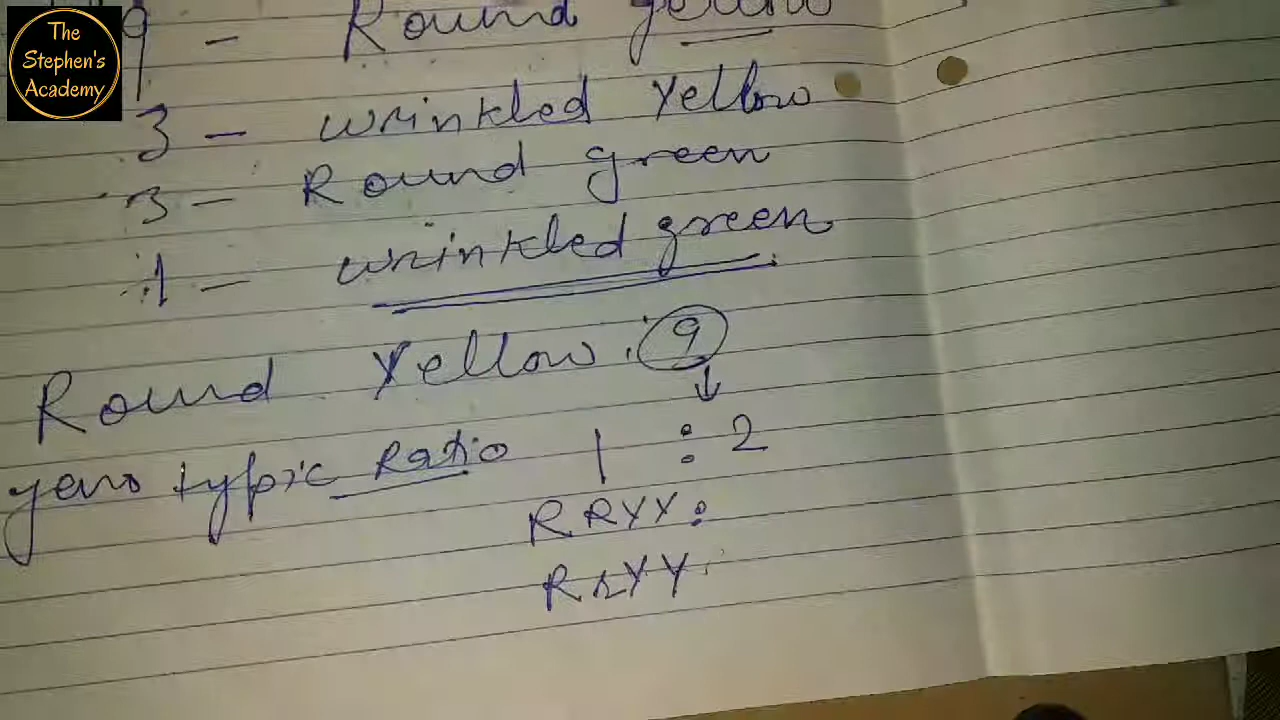 The
Stephen's
Academy
9 - Round yellow
3 - wrinkled yellow
3 - Round green
1 - wrinkled green
Round Yellow : 9
genotypic Ratio 1 : 2
RRYY :
RrYY